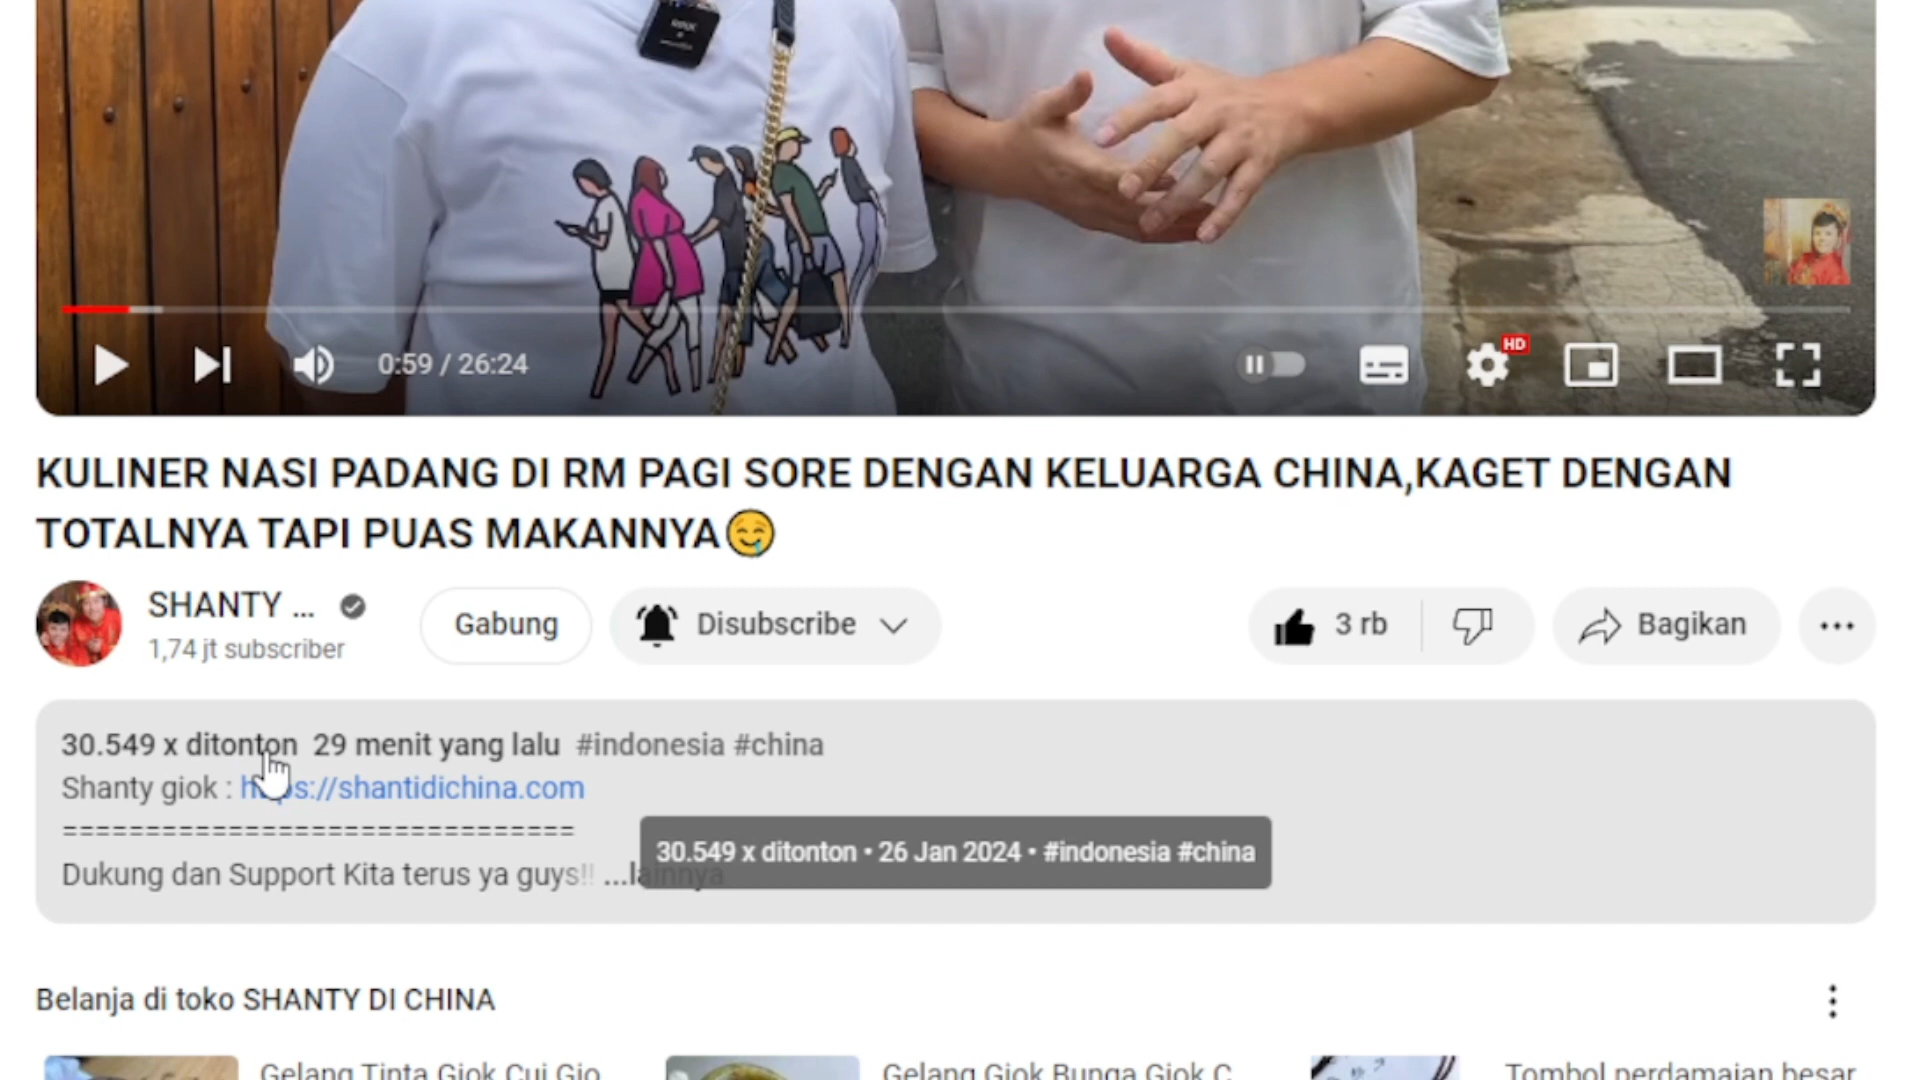 0:59 / 26:24
HD
KULINER NASI PADANG DI RM PAGI SORE DENGAN KELUARGA CHINA,KAGET DENGAN
TOTALNYA TAPI PUAS MAKANNYA🤤
SHANTY ...
1,74 jt subscriber
Gabung
Disubscribe
3 rb
Bagikan
30.549 x ditonton 29 menit yang lalu #indonesia #china
Shanty giok : https://shantidichina.com
===============================
30.549 x ditonton • 26 Jan 2024 • #indonesia #china
Dukung dan Support Kita terus ya guys!! ...lainnya
Belanja di toko SHANTY DI CHINA
Gelang Tinta Giok Cui Gio
Gelang Giok Bunga Giok C
Tombol perdamaian besar